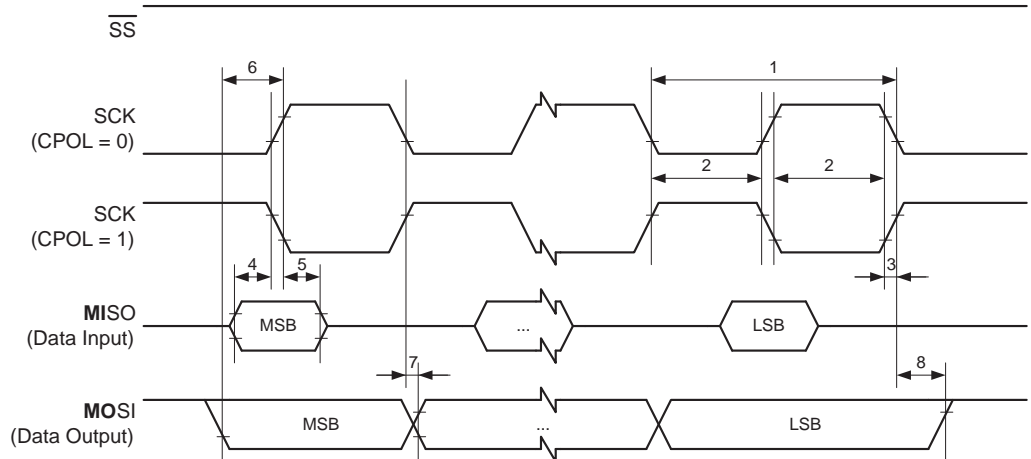 SS
6
1
SCK
(CPOL = 0)
2
2
SCK
(CPOL = 1)
4
5
3
MISO
(Data Input)
MSB
...
LSB
7
8
MOSI
(Data Output)
MSB
...
LSB